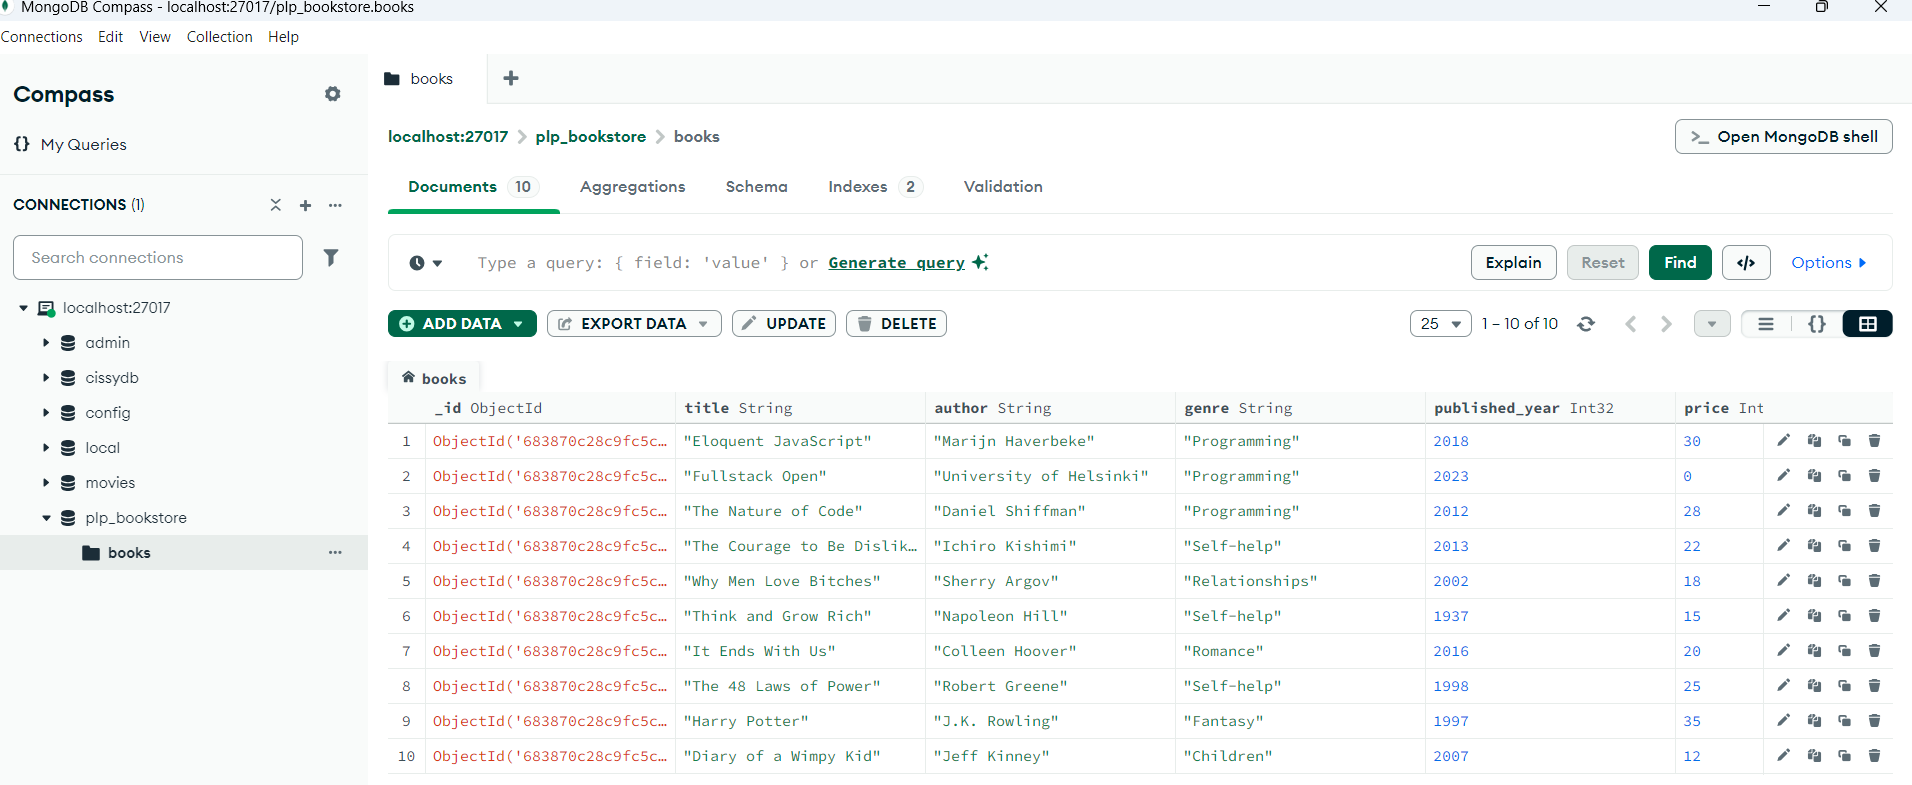 MongoDB Compass - localhost:27017/plp_bookstore.books
Connections Edit View Collection Help
Compass
My Queries
CONNECTIONS (1)
Search connections
localhost:27017
admin
cissydb
config
local
movies
plp_bookstore
books
books
localhost:27017 > plp_bookstore > books
Open MongoDB shell
Documents 10 Aggregations Schema Indexes 2 Validation
Type a query: { field: 'value' } or Generate query
Explain Reset Find </> Options
ADD DATA EXPORT DATA UPDATE DELETE
25 1 – 10 of 10 {}
books
_id ObjectId title String author String genre String published_year Int32 price Int
1 ObjectId('683870c28c9fc5c… "Eloquent JavaScript" "Marijn Haverbeke" "Programming" 2018 30
2 ObjectId('683870c28c9fc5c… "Fullstack Open" "University of Helsinki" "Programming" 2023 0
3 ObjectId('683870c28c9fc5c… "The Nature of Code" "Daniel Shiffman" "Programming" 2012 28
4 ObjectId('683870c28c9fc5c… "The Courage to Be Dislik… "Ichiro Kishimi" "Self-help" 2013 22
5 ObjectId('683870c28c9fc5c… "Why Men Love Bitches" "Sherry Argov" "Relationships" 2002 18
6 ObjectId('683870c28c9fc5c… "Think and Grow Rich" "Napoleon Hill" "Self-help" 1937 15
7 ObjectId('683870c28c9fc5c… "It Ends With Us" "Colleen Hoover" "Romance" 2016 20
8 ObjectId('683870c28c9fc5c… "The 48 Laws of Power" "Robert Greene" "Self-help" 1998 25
9 ObjectId('683870c28c9fc5c… "Harry Potter" "J.K. Rowling" "Fantasy" 1997 35
10 ObjectId('683870c28c9fc5c… "Diary of a Wimpy Kid" "Jeff Kinney" "Children" 2007 12